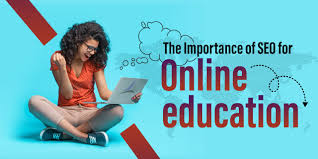 The Importance of SEO for
Online
education